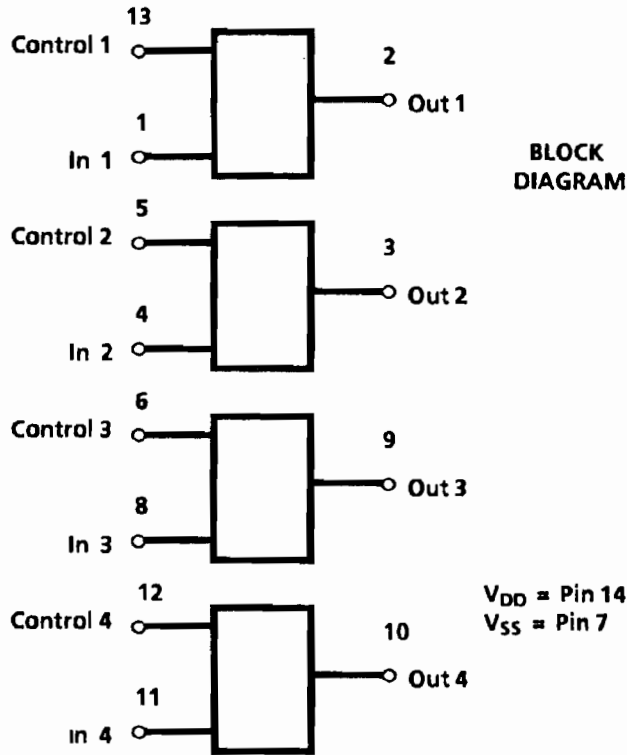 13
Control 1
2
Out 1
1
In 1
BLOCK
DIAGRAM
5
Control 2
3
Out 2
4
In 2
6
Control 3
9
Out 3
8
In 3
12
Control 4
VDD = Pin 14
VSS = Pin 7
10
Out 4
11
In 4